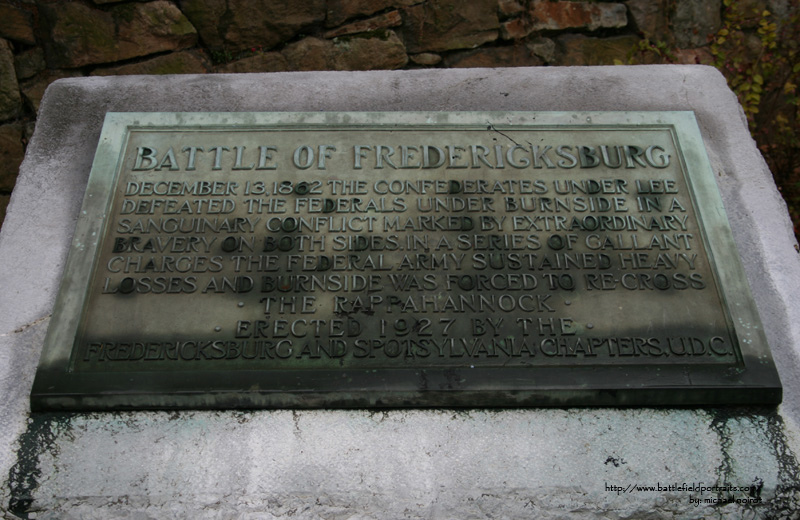 BATTLE OF FREDERICKSBURG
DECEMBER 13, 1862 THE CONFEDERATES UNDER LEE
DEFEATED THE FEDERALS UNDER BURNSIDE IN A
SANGUINARY CONFLICT MARKED BY EXTRAORDINARY
BRAVERY ON BOTH SIDES. IN A SERIES OF GALLANT
CHARGES THE FEDERAL ARMY SUSTAINED HEAVY
LOSSES AND BURNSIDE WAS FORCED TO RE-CROSS
· THE RAPPAHANNOCK ·
· ERECTED 1927 BY THE ·
FREDERICKSBURG AND SPOTSYLVANIA CHAPTERS, U.D.C.
http://www.battlefieldportraits.com/
by: michael